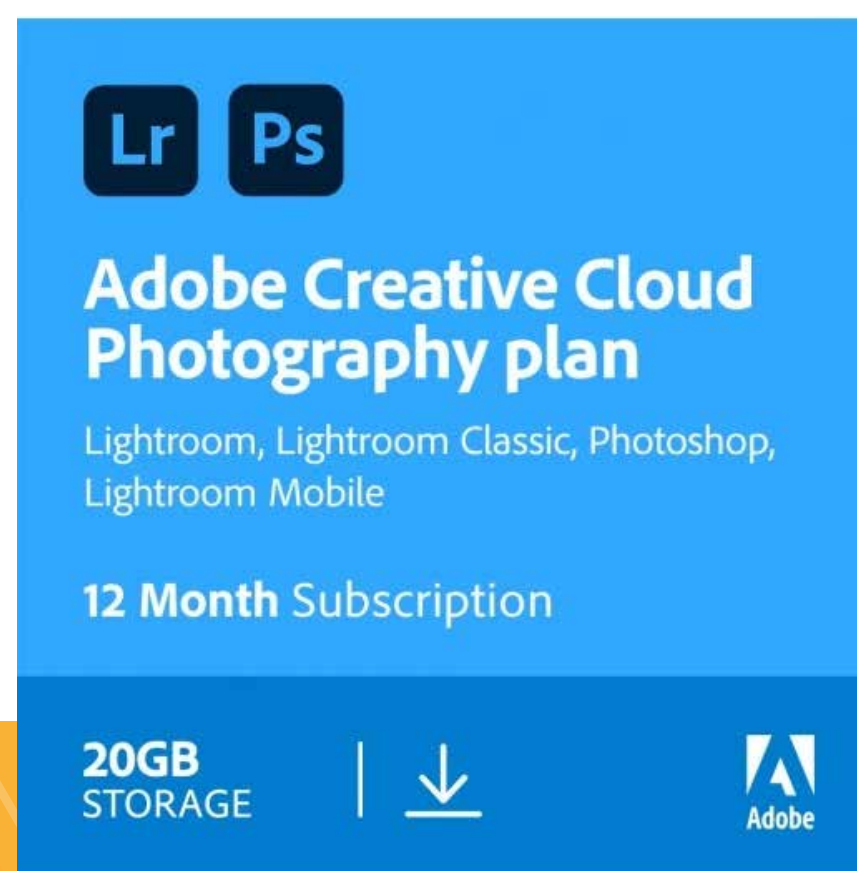 Lr Ps
Adobe Creative Cloud
Photography plan
Lightroom, Lightroom Classic, Photoshop,
Lightroom Mobile
12 Month Subscription
20GB
STORAGE
Adobe